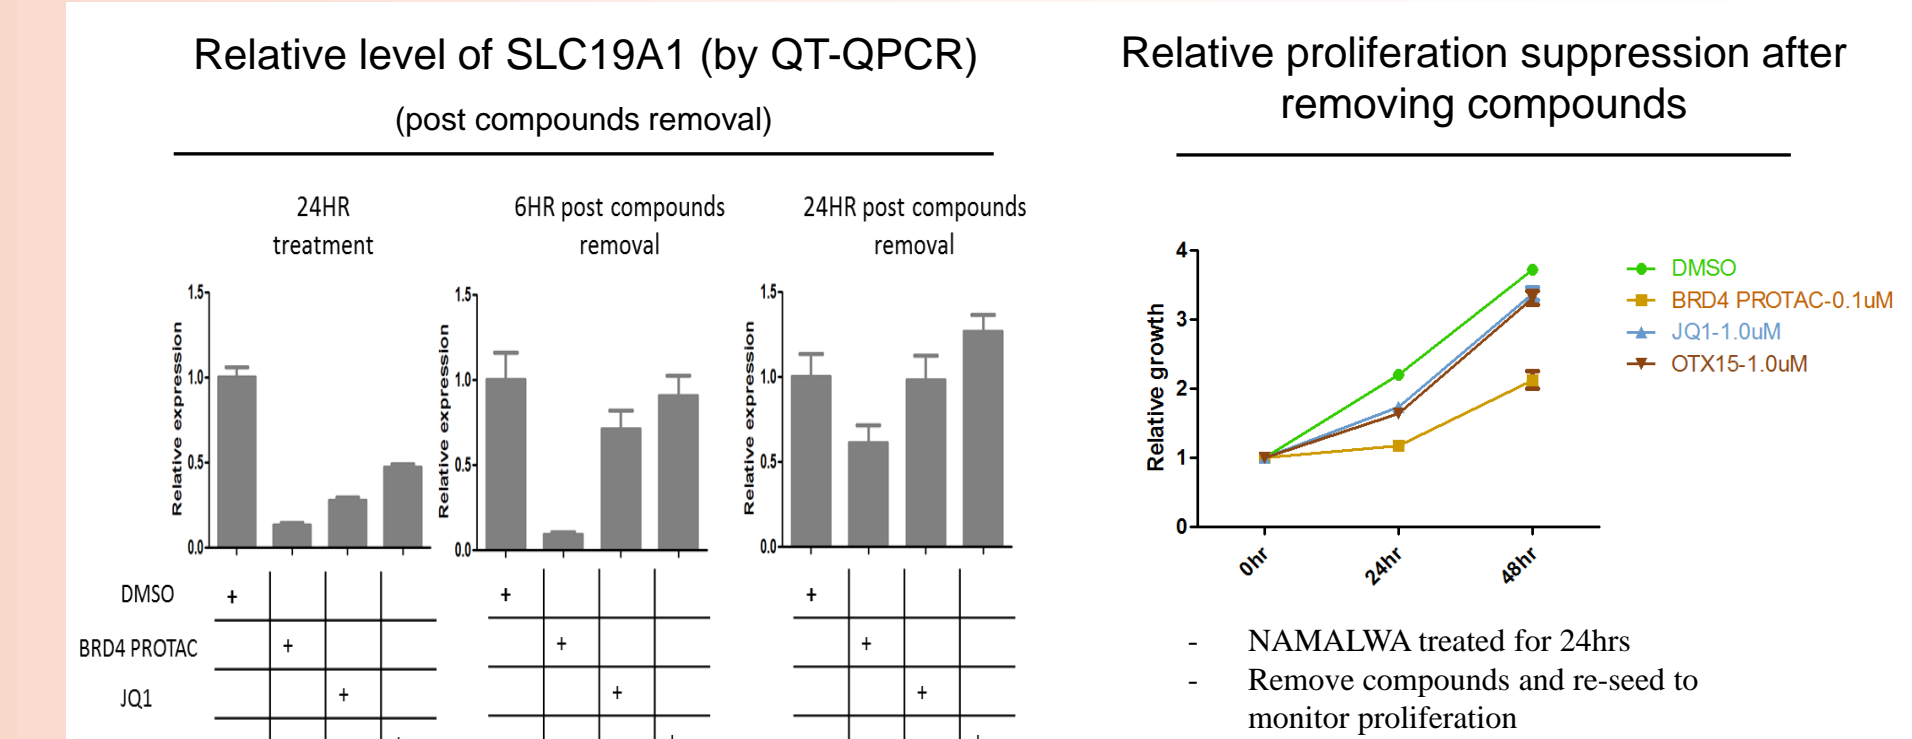 Relative level of SLC19A1 (by QT-QPCR)
(post compounds removal)
24HR
treatment
6HR post compounds
removal
24HR post compounds
removal
Relative expression
1.5
1.0
0.5
0.0
Relative expression
1.5
1.0
0.5
0.0
Relative expression
1.5
1.0
0.5
0.0
DMSO + + +
BRD4 PROTAC + + +
JQ1 + + +
Relative proliferation suppression after
removing compounds
Relative growth
4
3
2
1
0
0hr 24hr 48hr
DMSO
BRD4 PROTAC-0.1uM
JQ1-1.0uM
OTX15-1.0uM
- NAMALWA treated for 24hrs
- Remove compounds and re-seed to
monitor proliferation